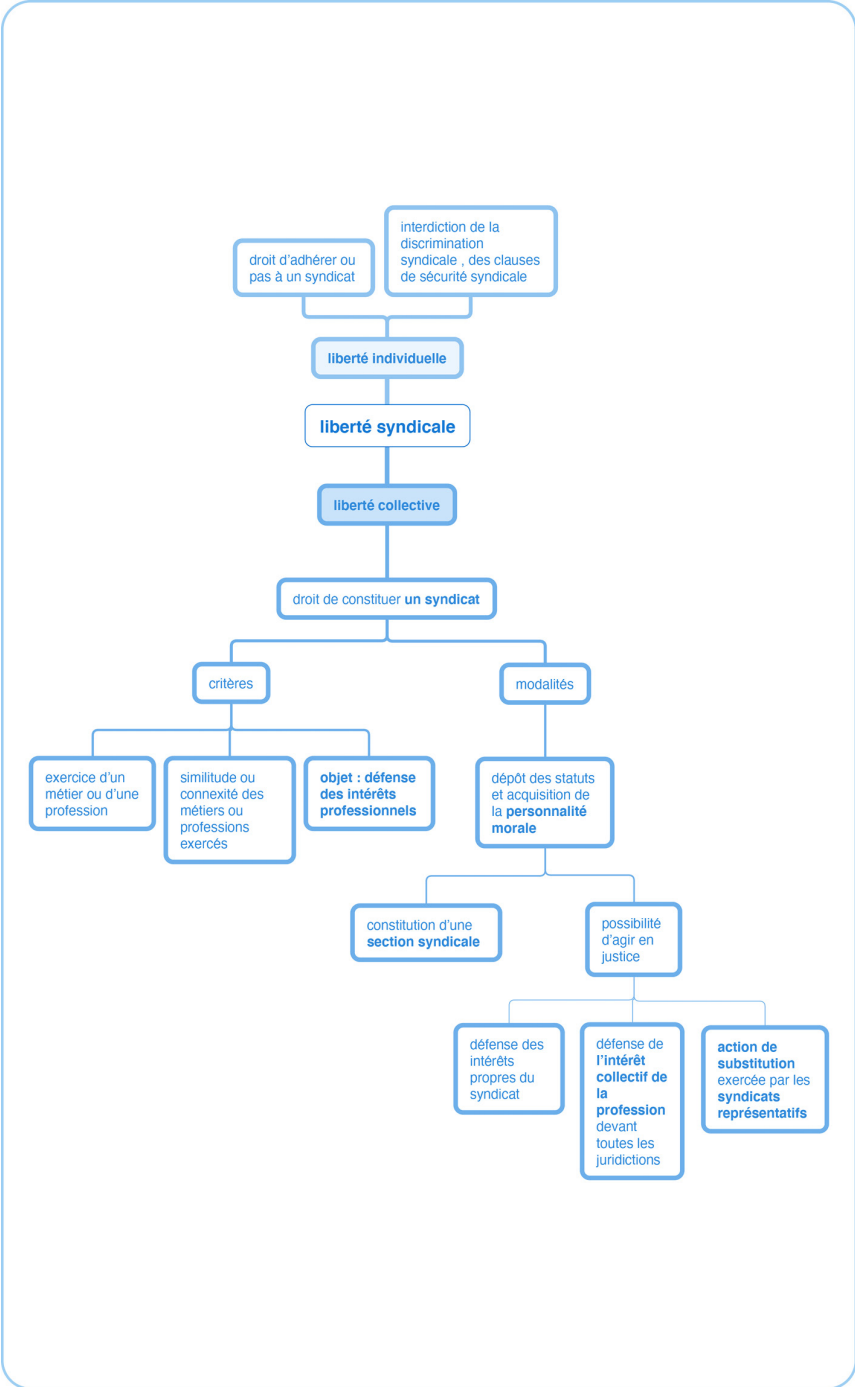 droit d’adhérer ou
pas à un syndicat
interdiction de la
discrimination
syndicale , des clauses
de sécurité syndicale
liberté individuelle
liberté syndicale
liberté collective
droit de constituer un syndicat
critères
modalités
exercice d’un
métier ou d’une
profession
similitude ou
connexité des
métiers ou
professions
exercés
objet : défense
des intérêts
professionnels
dépôt des statuts
et acquisition de
la personnalité
morale
constitution d’une
section syndicale
possibilité
d’agir en
justice
défense des
intérêts
propres du
syndicat
défense de
l’intérêt
collectif de
la
profession
devant
toutes les
juridictions
action de
substitution
exercée par les
syndicats
représentatifs